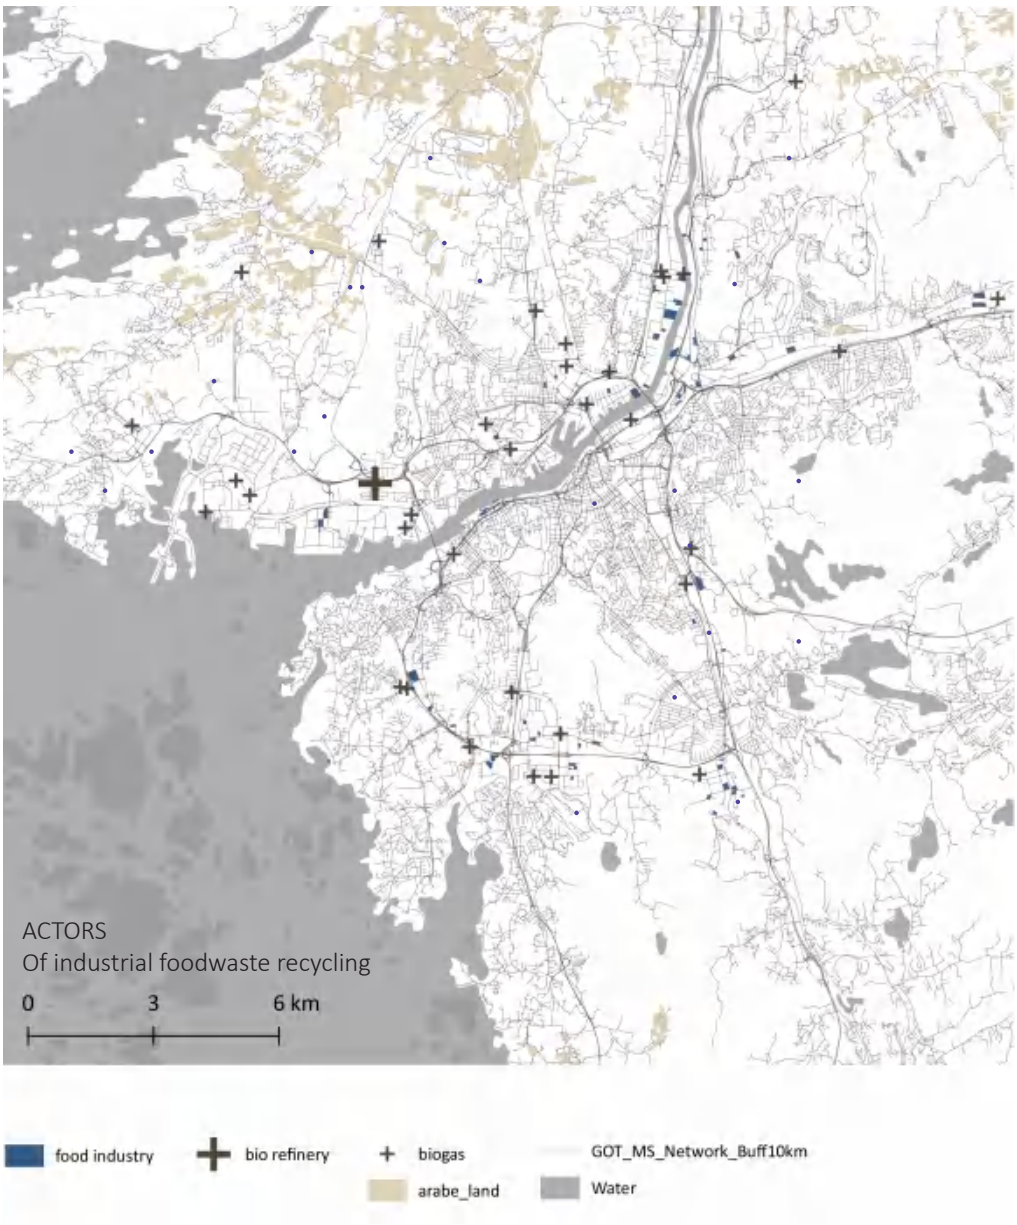 ACTORS
Of industrial foodwaste recycling
0 3 6 km
food industry bio refinery biogas GOT_MS_Network_Buff10km
arabe_land Water